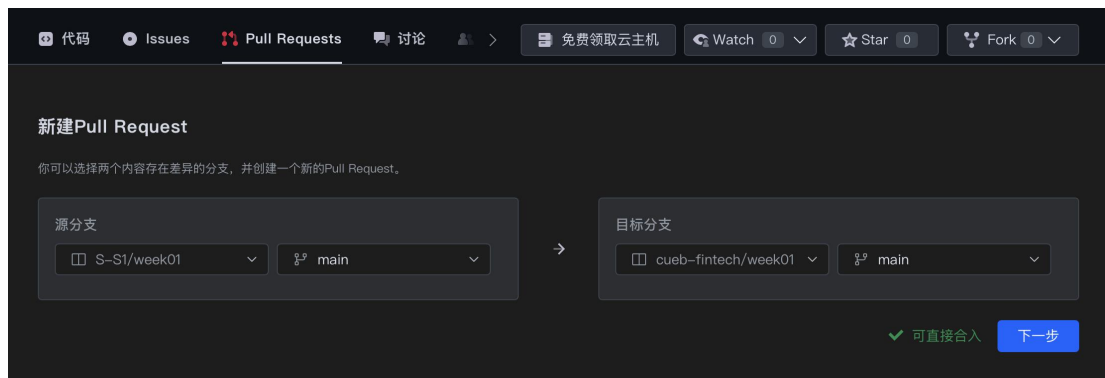 代码 Issues Pull Requests 讨论 免费领取云主机 Watch 0 Star 0 Fork 0
新建Pull Request
你可以选择两个内容存在差异的分支，并创建一个新的Pull Request。
源分支 目标分支
S-S1/week01 main cueb-fintech/week01 main
可直接合入 下一步